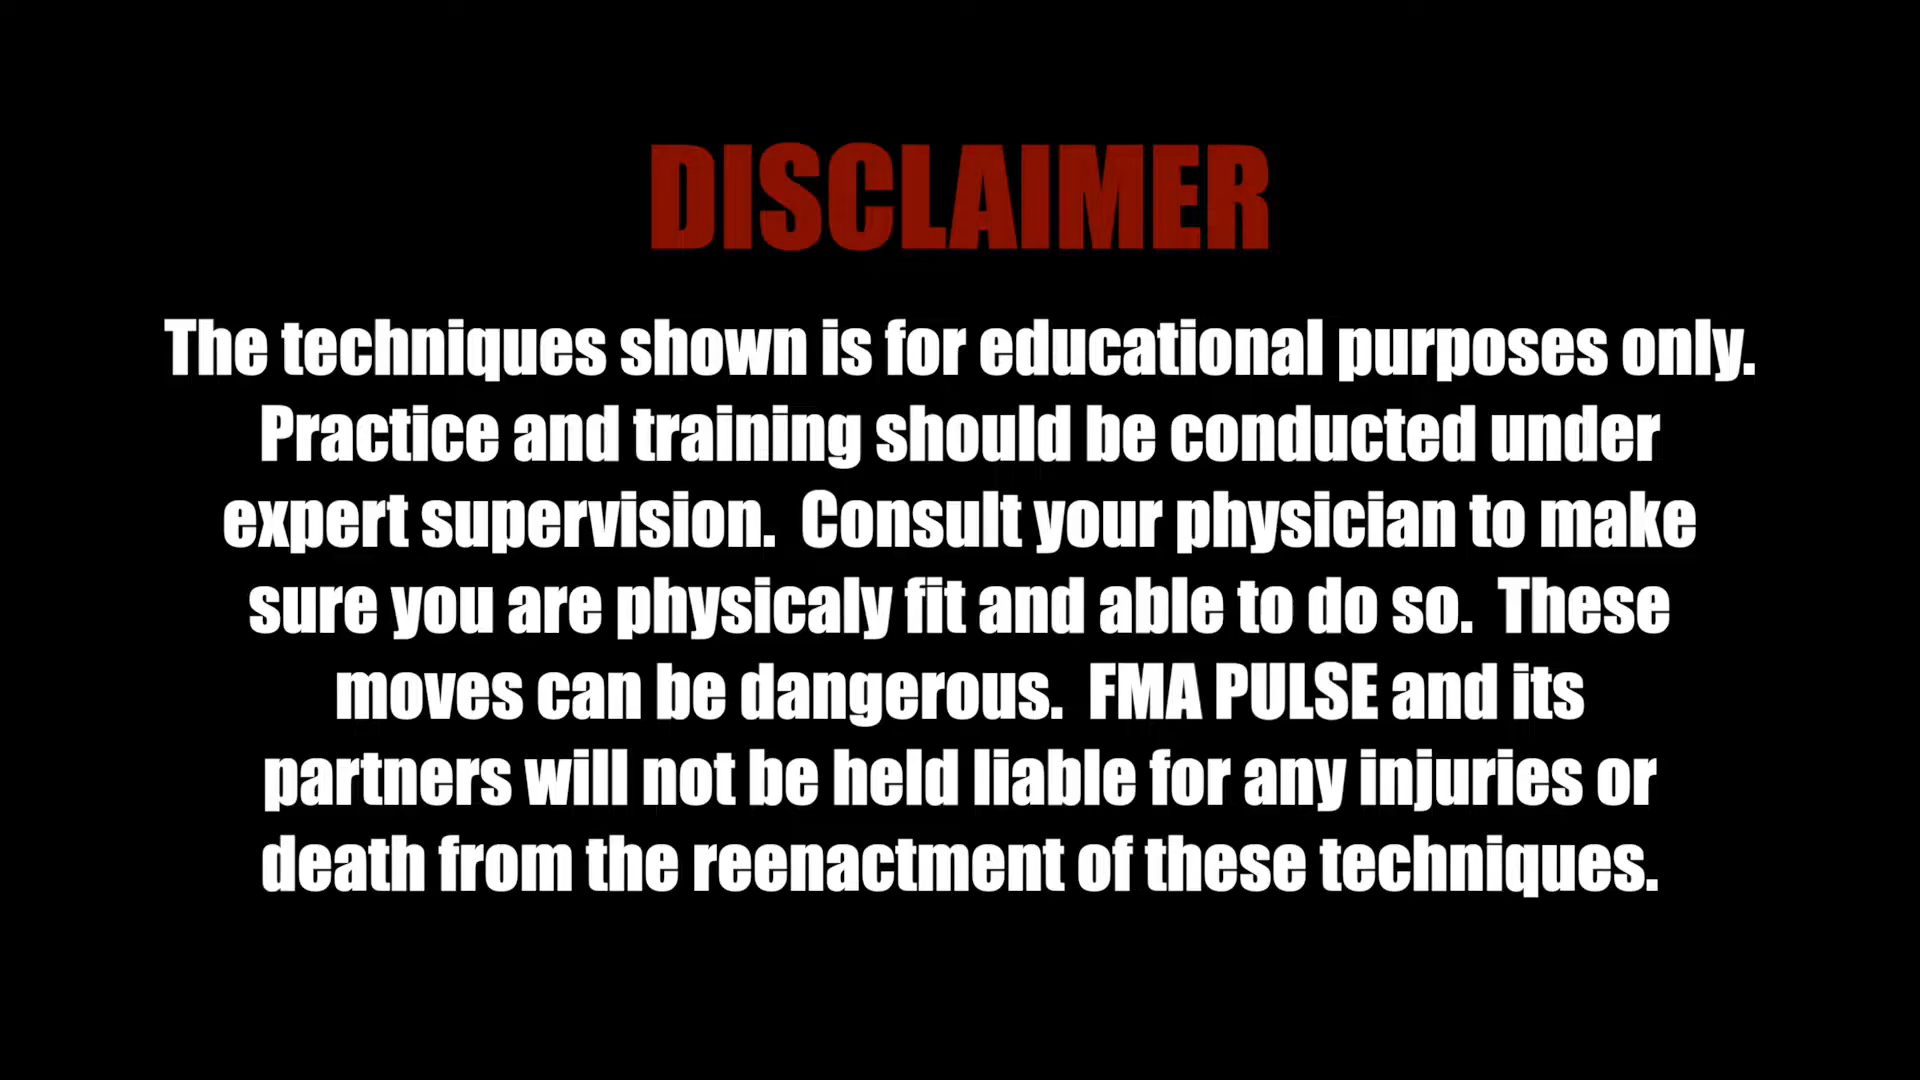 DISCLAIMER
The techniques shown is for educational purposes only.
Practice and training should be conducted under
expert supervision.  Consult your physician to make
sure you are physicaly fit and able to do so.  These
moves can be dangerous.  FMA PULSE and its
partners will not be held liable for any injuries or
death from the reenactment of these techniques.